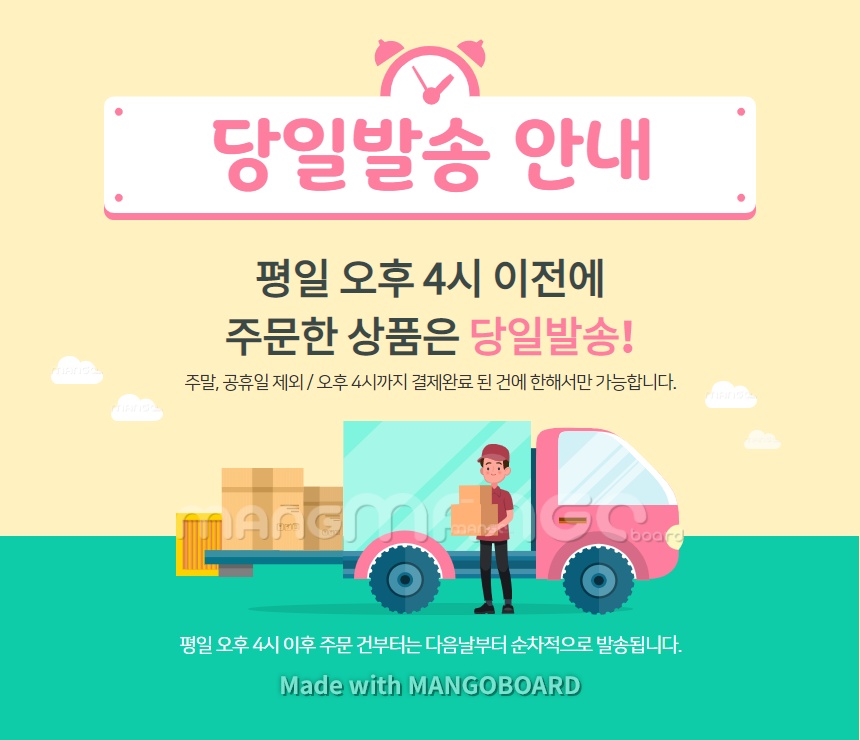 당일발송 안내
평일 오후 4시 이전에
주문한 상품은 당일발송!
주말, 공휴일 제외 / 오후 4시까지 결제완료 된 건에 한해서만 가능합니다.
평일 오후 4시 이후 주문 건부터는 다음날부터 순차적으로 발송됩니다.
Made with MANGOBOARD